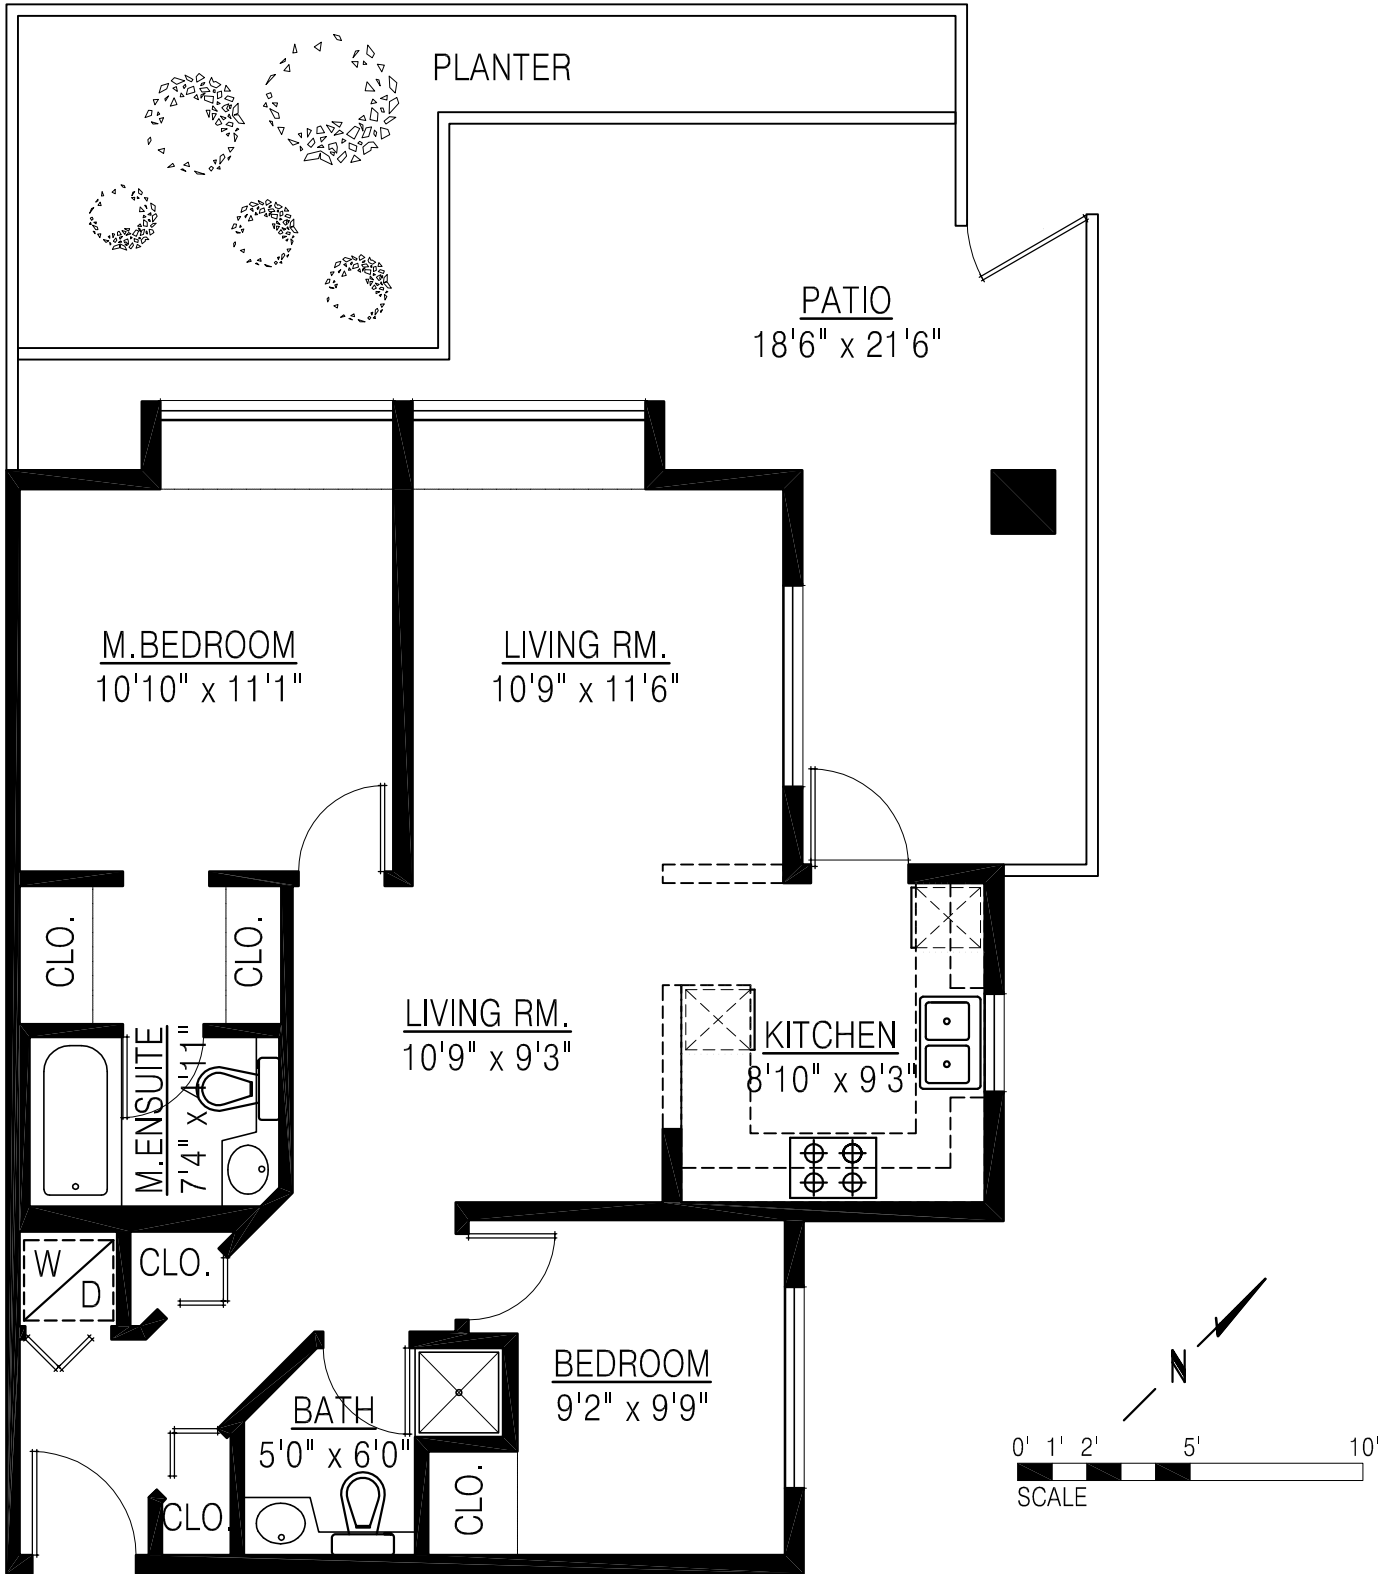 PLANTER
PATIO
18'6" x 21'6"
M.BEDROOM
10'10" x 11'1"
LIVING RM.
10'9" x 11'6"
CLO.
CLO.
LIVING RM.
10'9" x 9'3"
KITCHEN
8'10" x 9'3"
M.ENSUITE
7'4" x 4'11"
W
D
CLO.
BEDROOM
9'2" x 9'9"
BATH
5'0" x 6'0"
CLO.
CLO.
N
0' 1' 2' 5' 10'
SCALE